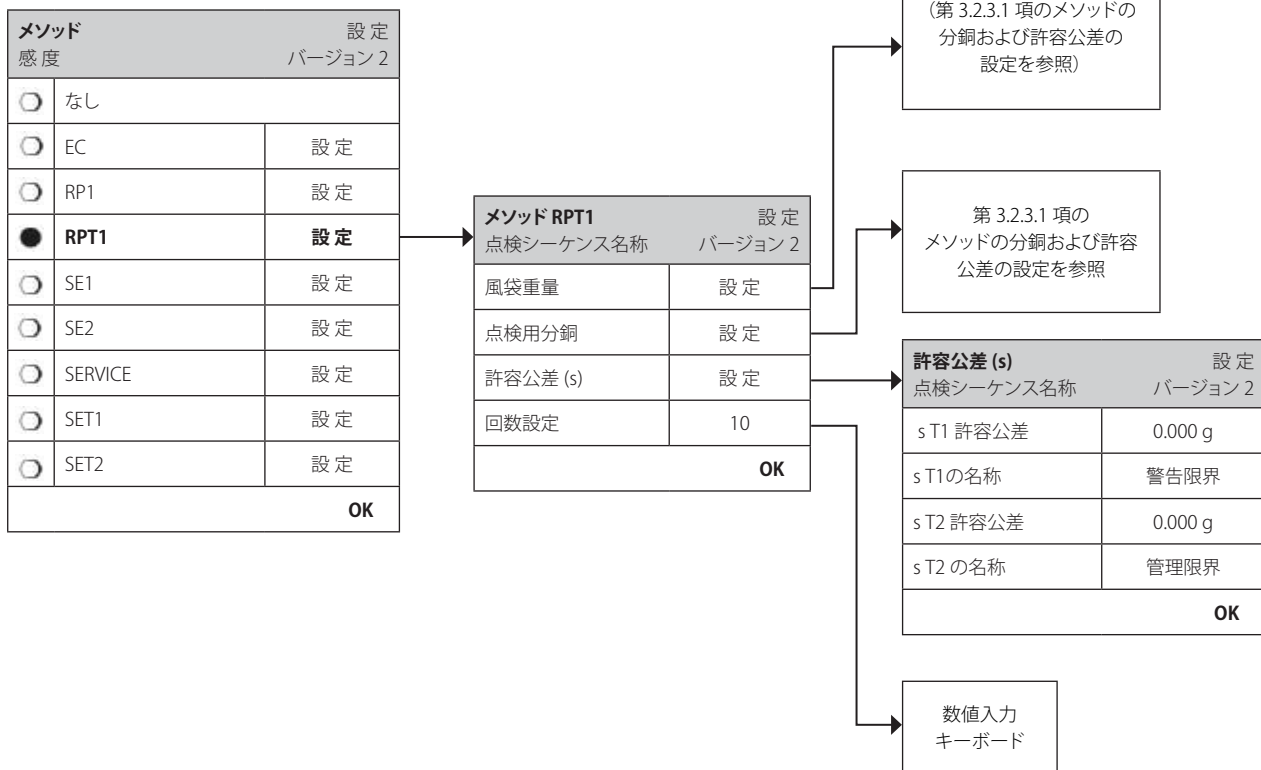 メソッド 設定
感度 バージョン 2
なし
EC 設定
RP1 設定
RPT1 設定
SE1 設定
SE2 設定
SERVICE 設定
SET1 設定
SET2 設定
OK
メソッド RPT1 設定
点検シーケンス名称 バージョン 2
風袋重量 設定
点検用分銅 設定
許容公差 (s) 設定
回数設定 10
OK
(第 3.2.3.1 項のメソッドの
分銅および許容公差の
設定を参照)
第 3.2.3.1 項の
メソッドの分銅および許容
公差の設定を参照
許容公差 (s) 設定
点検シーケンス名称 バージョン 2
s T1 許容公差 0.000 g
s T1の名称 警告限界
s T2 許容公差 0.000 g
s T2 の名称 管理限界
OK
数値入力
キーボード